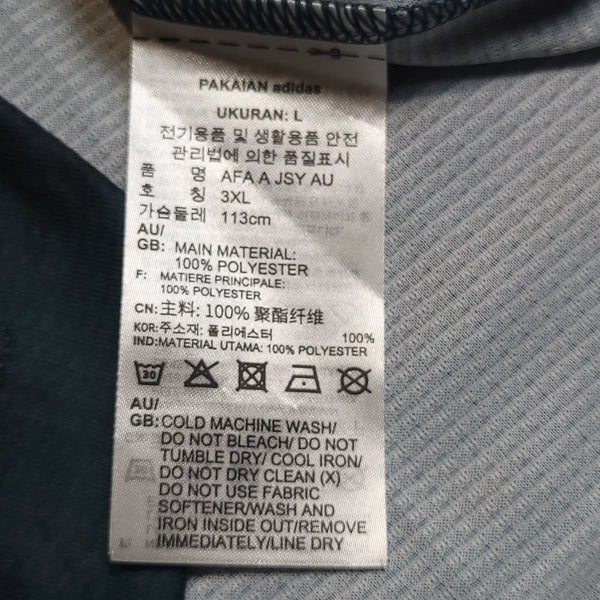 PAKAIAN adidas
UKURAN: L
전기용품 및 생활용품 안전
관리법에 의한 품질표시
품 명 AFA A JSY AU
호 칭 3XL
가슴둘레 113cm
AU/
GB: MAIN MATERIAL:
100% POLYESTER
F: MATIERE PRINCIPALE:
100% POLYESTER
CN: 主料: 100% 聚酯纤维
KOR: 주소재: 폴리에스터 100%
IND: MATERIAL UTAMA: 100% POLYESTER
30
AU/
GB: COLD MACHINE WASH/
DO NOT BLEACH/ DO NOT
TUMBLE DRY/ COOL IRON/
DO NOT DRY CLEAN (X)
DO NOT USE FABRIC
SOFTENER/WASH AND
IRON INSIDE OUT/REMOVE
IMMEDIATELY/LINE DRY